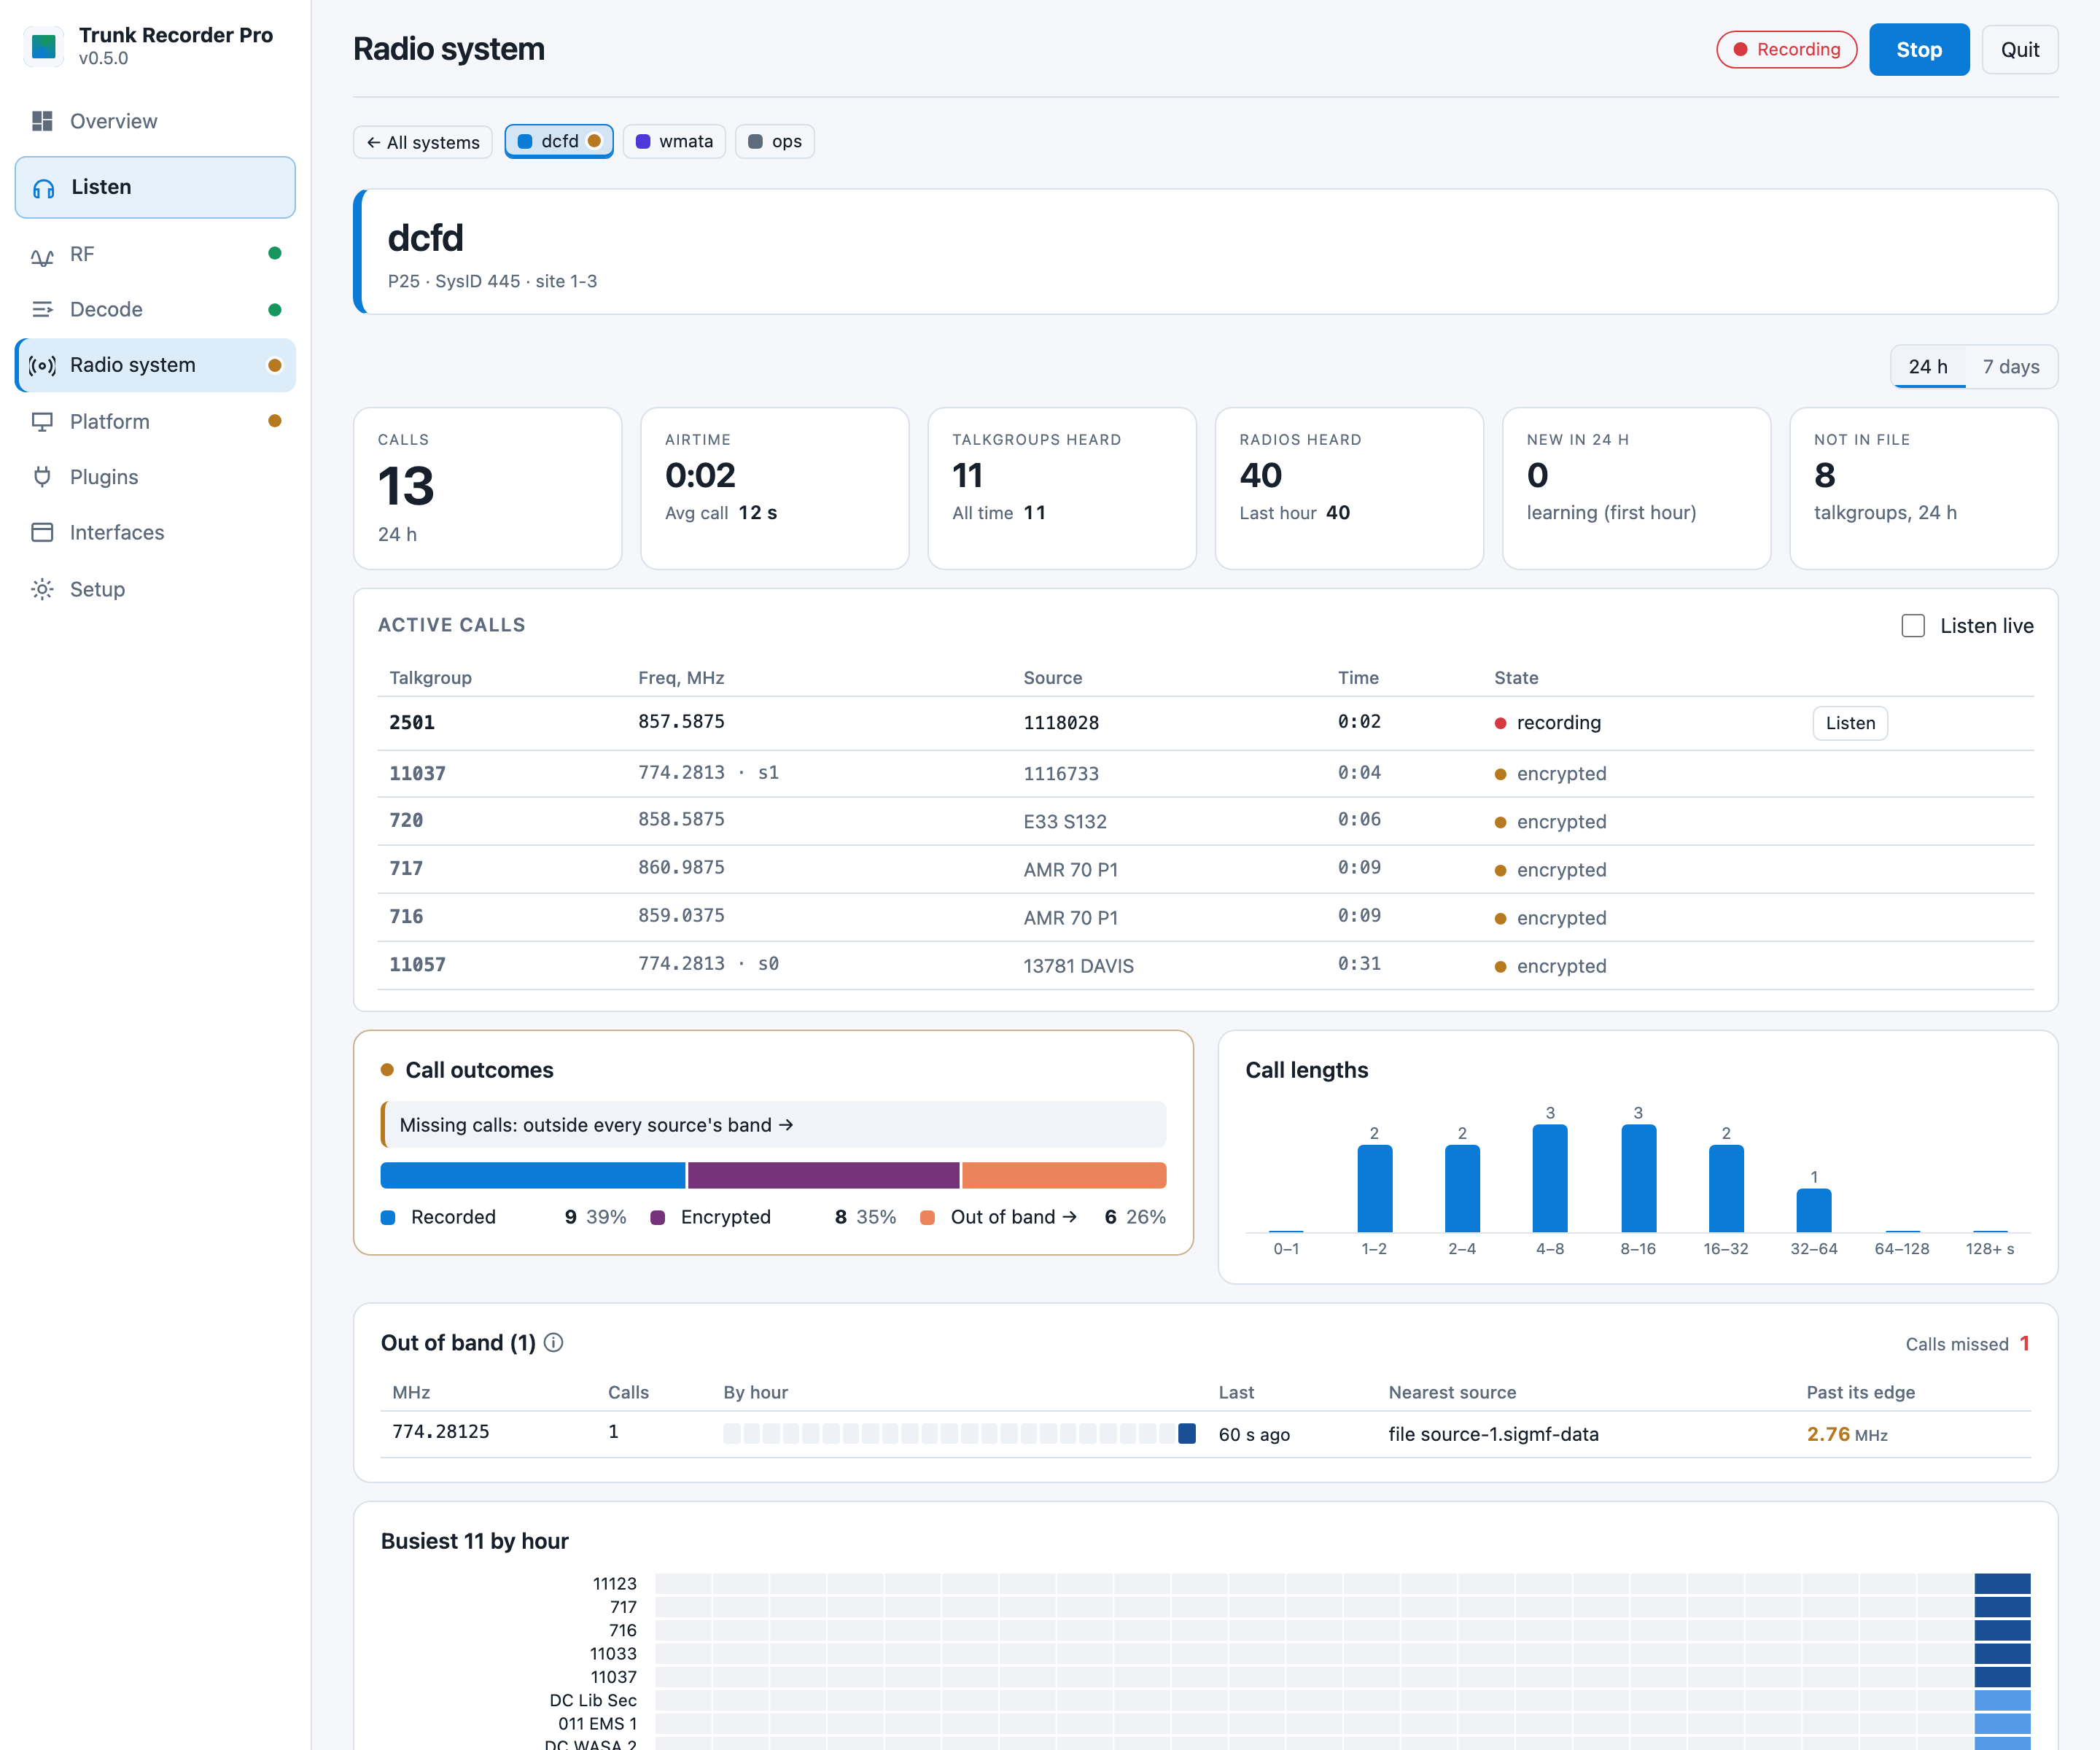 Trunk Recorder Pro
v0.5.0
Overview
Listen
RF
Decode
Radio system
Platform
Plugins
Interfaces
Setup
Radio system
Recording
Stop
Quit
← All systems
dcfd
wmata
ops
dcfd
P25 · SysID 445 · site 1-3
24 h
7 days
CALLS
13
24 h
AIRTIME
0:02
Avg call 12 s
TALKGROUPS HEARD
11
All time 11
RADIOS HEARD
40
Last hour 40
NEW IN 24 H
0
learning (first hour)
NOT IN FILE
8
talkgroups, 24 h
ACTIVE CALLS
Listen live
Talkgroup Freq, MHz Source Time State
2501 857.5875 1118028 0:02 recording Listen
11037 774.2813 · s1 1116733 0:04 encrypted
720 858.5875 E33 S132 0:06 encrypted
717 860.9875 AMR 70 P1 0:09 encrypted
716 859.0375 AMR 70 P1 0:09 encrypted
11057 774.2813 · s0 13781 DAVIS 0:31 encrypted
Call outcomes
Missing calls: outside every source's band →
Recorded 9 39% Encrypted 8 35% Out of band → 6 26%
Call lengths
2 2 3 3 2 1
0–1 1–2 2–4 4–8 8–16 16–32 32–64 64–128 128+ s
Out of band (1)
Calls missed 1
MHz Calls By hour Last Nearest source Past its edge
774.28125 1 60 s ago file source-1.sigmf-data 2.76 MHz
Busiest 11 by hour
11123
717
716
11033
11037
DC Lib Sec
011 EMS 1
DC WASA 2